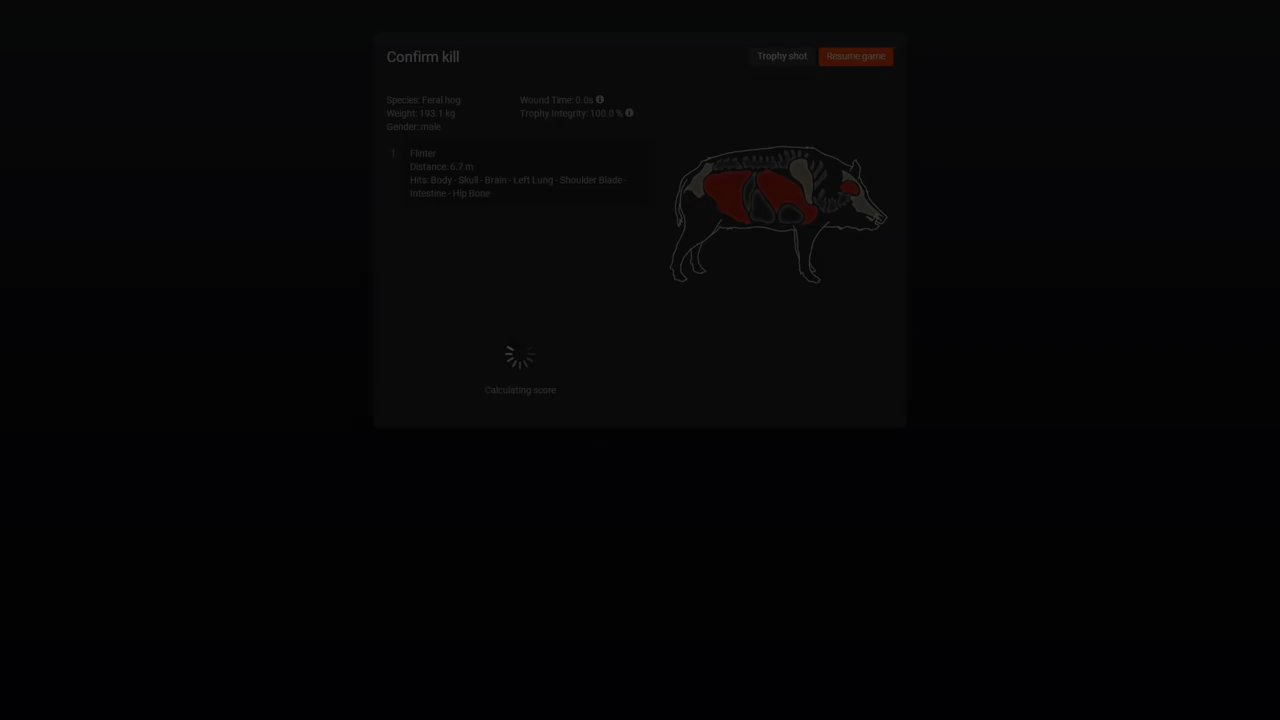 Confirm kill
Trophy shot
Resume game
Species: Feral hog
Weight: 193.1 kg
Gender: male
Wound Time: 0.0s
Trophy Integrity: 100.0 %
1
Flinter
Distance: 6.7 m
Hits: Body - Skull - Brain - Left Lung - Shoulder Blade -
Intestine - Hip Bone
Calculating score